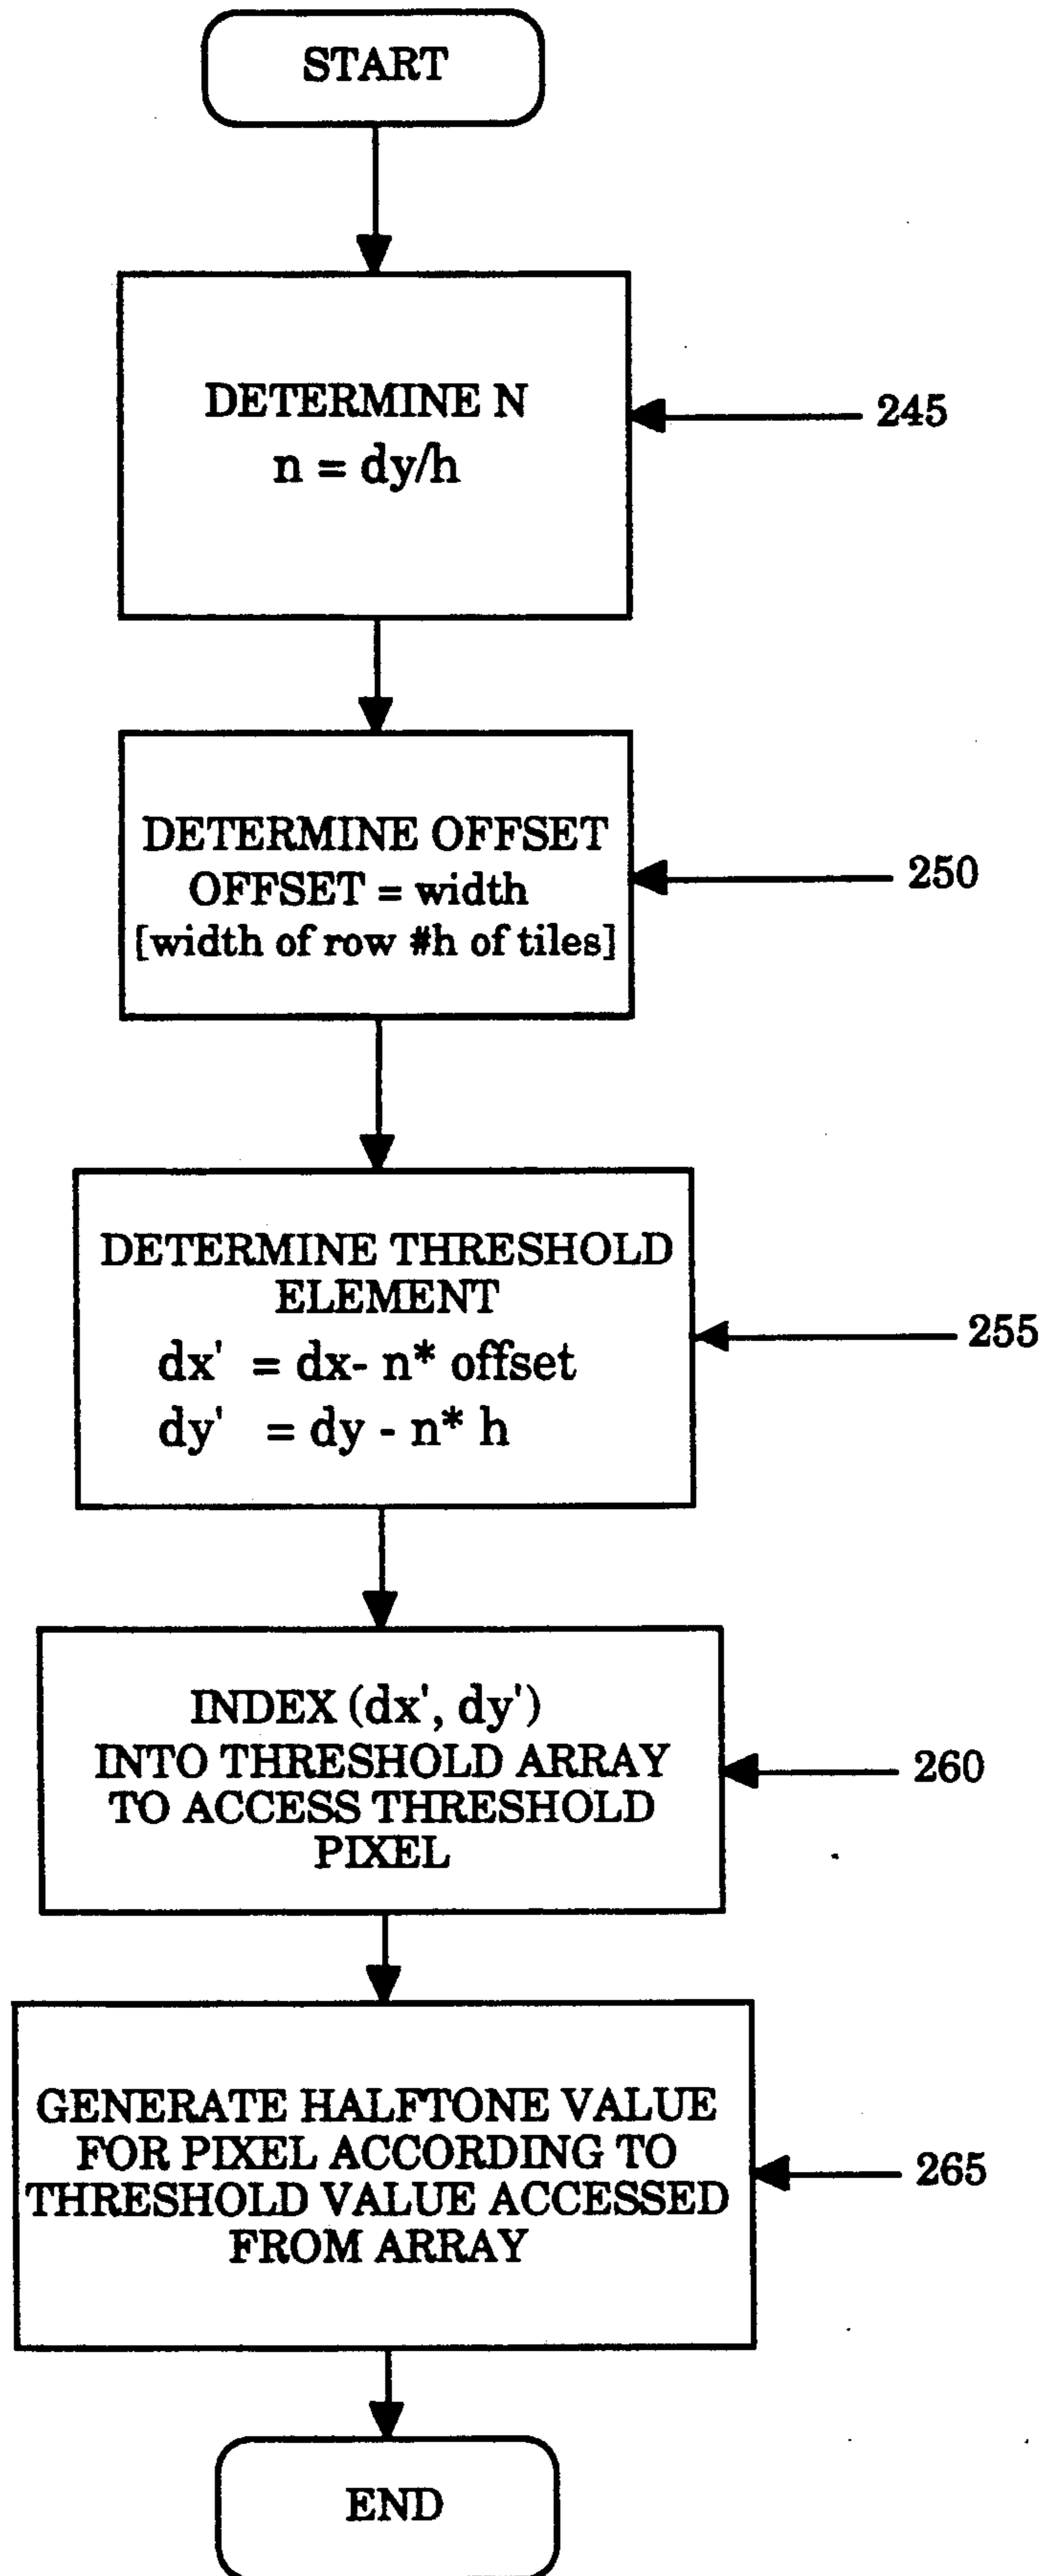 START
DETERMINE N
n = dy/h
245
DETERMINE OFFSET
OFFSET = width
[width of row #h of tiles]
250
DETERMINE THRESHOLD
ELEMENT
dx' = dx- n* offset
dy' = dy - n* h
255
INDEX (dx', dy')
INTO THRESHOLD ARRAY
TO ACCESS THRESHOLD
PIXEL
260
GENERATE HALFTONE VALUE
FOR PIXEL ACCORDING TO
THRESHOLD VALUE ACCESSED
FROM ARRAY
265
END